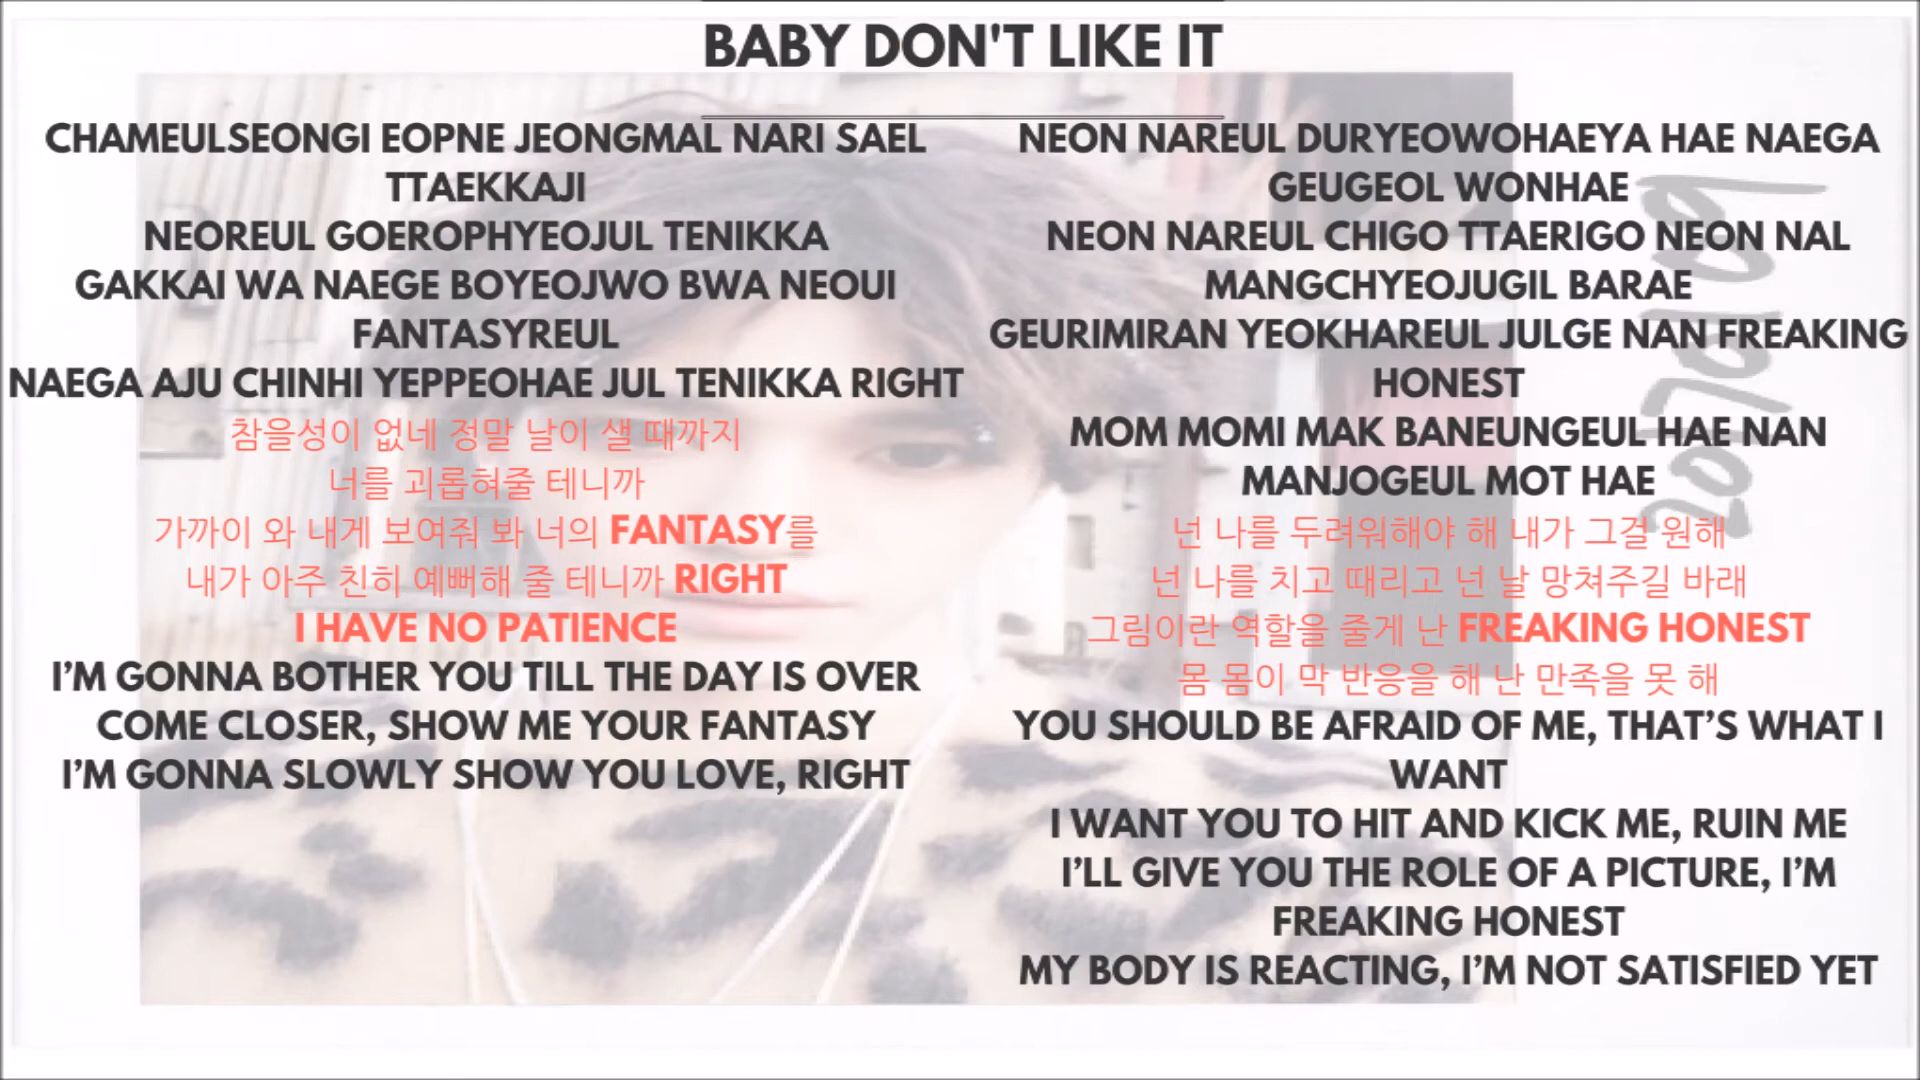 BABY DON'T LIKE IT
CHAMEULSEONGI EOPNE JEONGMAL NARI SAEL
TTAEKKAJI
NEOREUL GOEROPHYEOJUL TENIKKA
GAKKAI WA NAEGE BOYEOJWO BWA NEOUI
FANTASYREUL
NAEGA AJU CHINHI YEPPEOHAE JUL TENIKKA RIGHT
참을성이 없네 정말 날이 샐 때까지
너를 괴롭혀줄 테니까
가까이 와 내게 보여줘 봐 너의 FANTASY를
내가 아주 친히 예뻐해 줄 테니까 RIGHT
I HAVE NO PATIENCE
I’M GONNA BOTHER YOU TILL THE DAY IS OVER
COME CLOSER, SHOW ME YOUR FANTASY
I’M GONNA SLOWLY SHOW YOU LOVE, RIGHT
NEON NAREUL DURYEOWOHAEYA HAE NAEGA
GEUGEOL WONHAE
NEON NAREUL CHIGO TTAERIGO NEON NAL
MANGCHYEOJUGIL BARAE
GEURIMIRAN YEOKHAREUL JULGE NAN FREAKING
HONEST
MOM MOMI MAK BANEUNGEUL HAE NAN
MANJOGEUL MOT HAE
넌 나를 두려워해야 해 내가 그걸 원해
넌 나를 치고 때리고 넌 날 망쳐주길 바래
그림이란 역할을 줄게 난 FREAKING HONEST
몸 몸이 막 반응을 해 난 만족을 못 해
YOU SHOULD BE AFRAID OF ME, THAT’S WHAT I
WANT
I WANT YOU TO HIT AND KICK ME, RUIN ME
I’LL GIVE YOU THE ROLE OF A PICTURE, I’M
FREAKING HONEST
MY BODY IS REACTING, I’M NOT SATISFIED YET